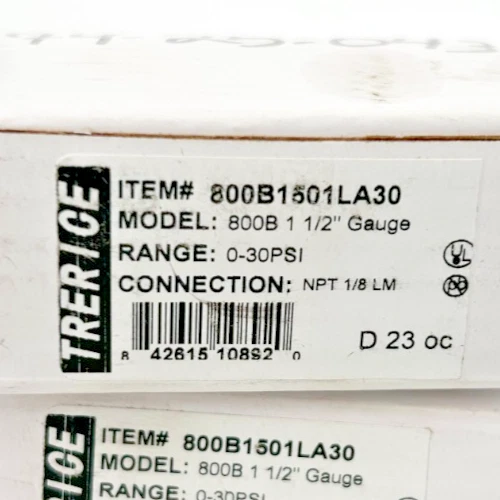 TRERICE
ITEM# 800B1501LA30
MODEL: 800B 1 1/2" Gauge
RANGE: 0-30PSI
CONNECTION: NPT 1/8 LM
UL
8 42615 10892 0
D 23 oc
TRERICE
ITEM# 800B1501LA30
MODEL: 800B 1 1/2" Gauge
RANGE: 0-30PSI